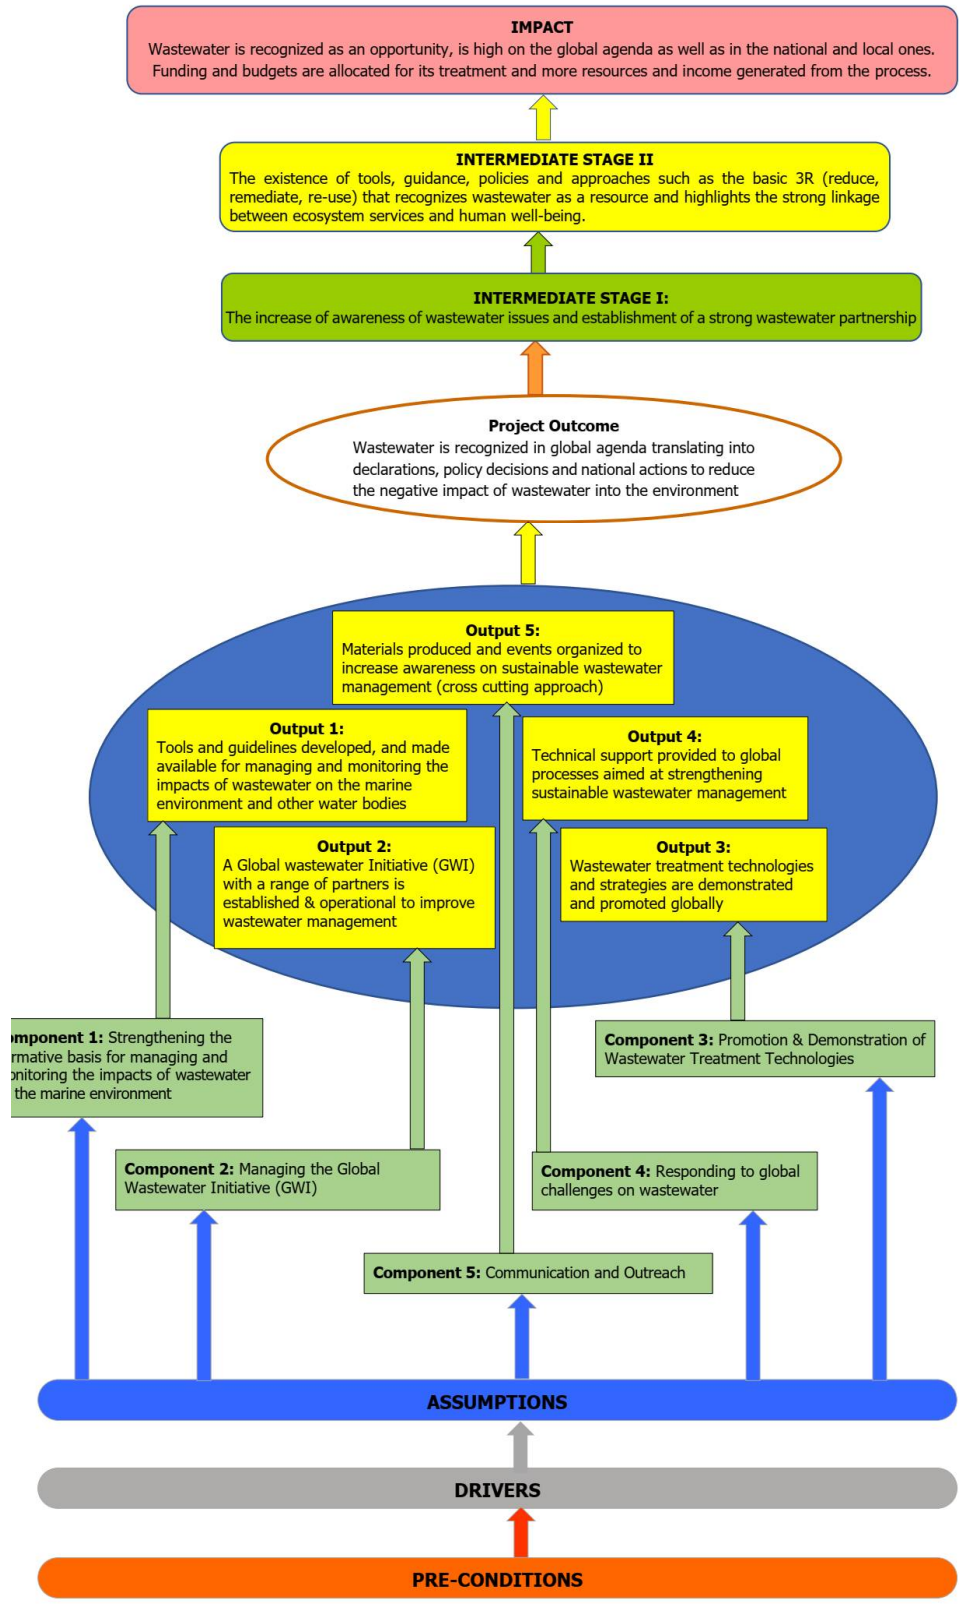 IMPACT
Wastewater is recognized as an opportunity, is high on the global agenda as well as in the national and local ones.
Funding and budgets are allocated for its treatment and more resources and income generated from the process.
INTERMEDIATE STAGE II
The existence of tools, guidance, policies and approaches such as the basic 3R (reduce,
remediate, re-use) that recognizes wastewater as a resource and highlights the strong linkage
between ecosystem services and human well-being.
INTERMEDIATE STAGE I:
The increase of awareness of wastewater issues and establishment of a strong wastewater partnership
Project Outcome
Wastewater is recognized in global agenda translating into
declarations, policy decisions and national actions to reduce
the negative impact of wastewater into the environment
Output 5:
Materials produced and events organized to
increase awareness on sustainable wastewater
management (cross cutting approach)
Output 1:
Tools and guidelines developed, and made
available for managing and monitoring the
impacts of wastewater on the marine
environment and other water bodies
Output 4:
Technical support provided to global
processes aimed at strengthening
sustainable wastewater management
Output 2:
A Global wastewater Initiative (GWI)
with a range of partners is
established & operational to improve
wastewater management
Output 3:
Wastewater treatment technologies
and strategies are demonstrated
and promoted globally
omponent 1: Strengthening the
rmative basis for managing and
onitoring the impacts of wastewater
the marine environment
Component 3: Promotion & Demonstration of
Wastewater Treatment Technologies
Component 2: Managing the Global
Wastewater Initiative (GWI)
Component 4: Responding to global
challenges on wastewater
Component 5: Communication and Outreach
ASSUMPTIONS
DRIVERS
PRE-CONDITIONS